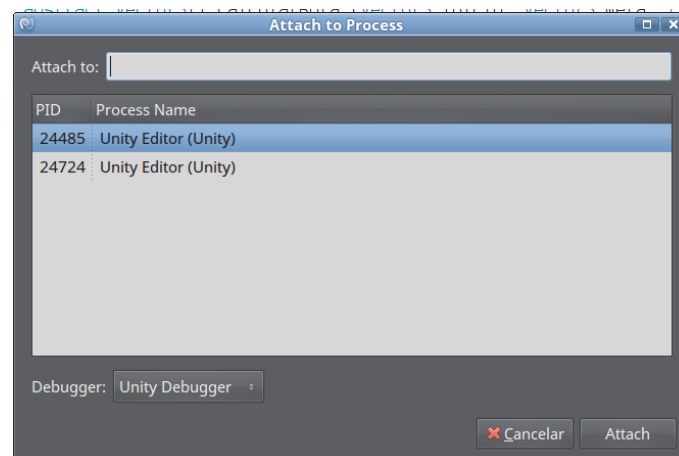 Attach to Process
Attach to:
PID Process Name
24485 Unity Editor (Unity)
24724 Unity Editor (Unity)
Debugger: Unity Debugger
Cancelar Attach